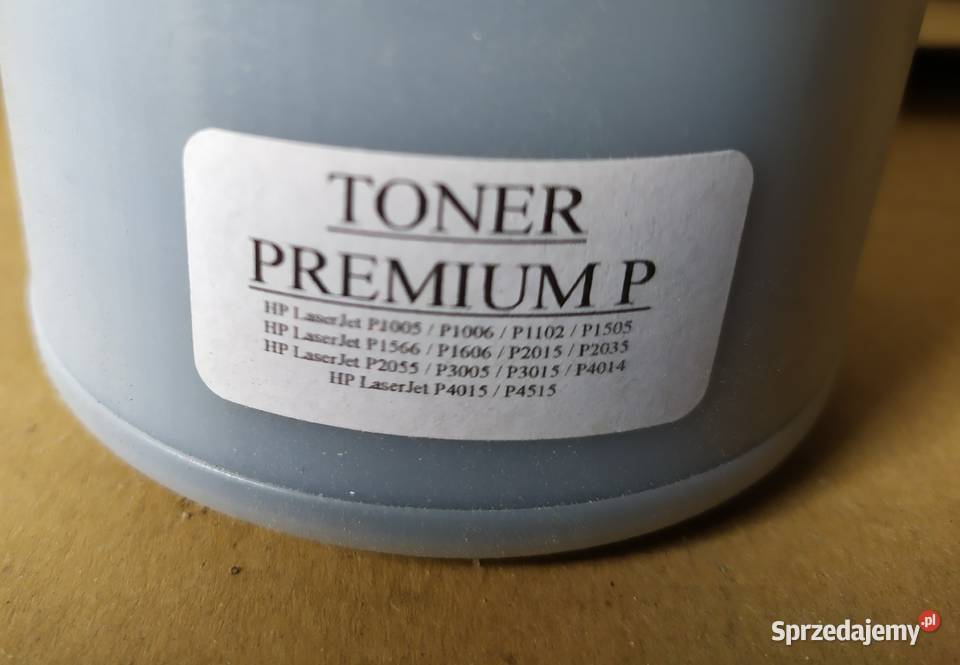 TONER
PREMIUM P
HP LaserJet P1005 / P1006 / P1102 / P1505
HP LaserJet P1566 / P1606 / P2015 / P2035
HP LaserJet P2055 / P3005 / P3015 / P4014
HP LaserJet P4015 / P4515
Sprzedajemy.pl